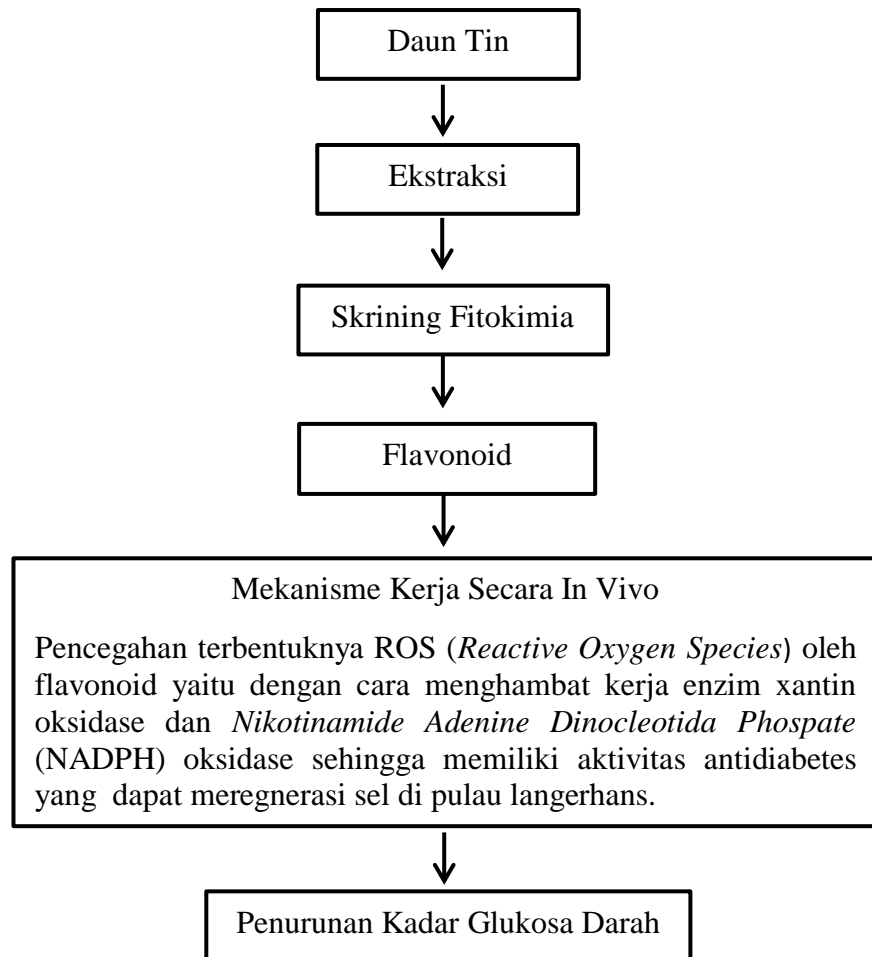 Daun Tin
Ekstraksi
Skrining Fitokimia
Flavonoid
Mekanisme Kerja Secara In Vivo
Pencegahan terbentuknya ROS (Reactive Oxygen Species) oleh
flavonoid yaitu dengan cara menghambat kerja enzim xantin
oksidase dan Nikotinamide Adenine Dinocleotida Phospate
(NADPH) oksidase sehingga memiliki aktivitas antidiabetes
yang dapat meregnerasi sel di pulau langerhans.
Penurunan Kadar Glukosa Darah